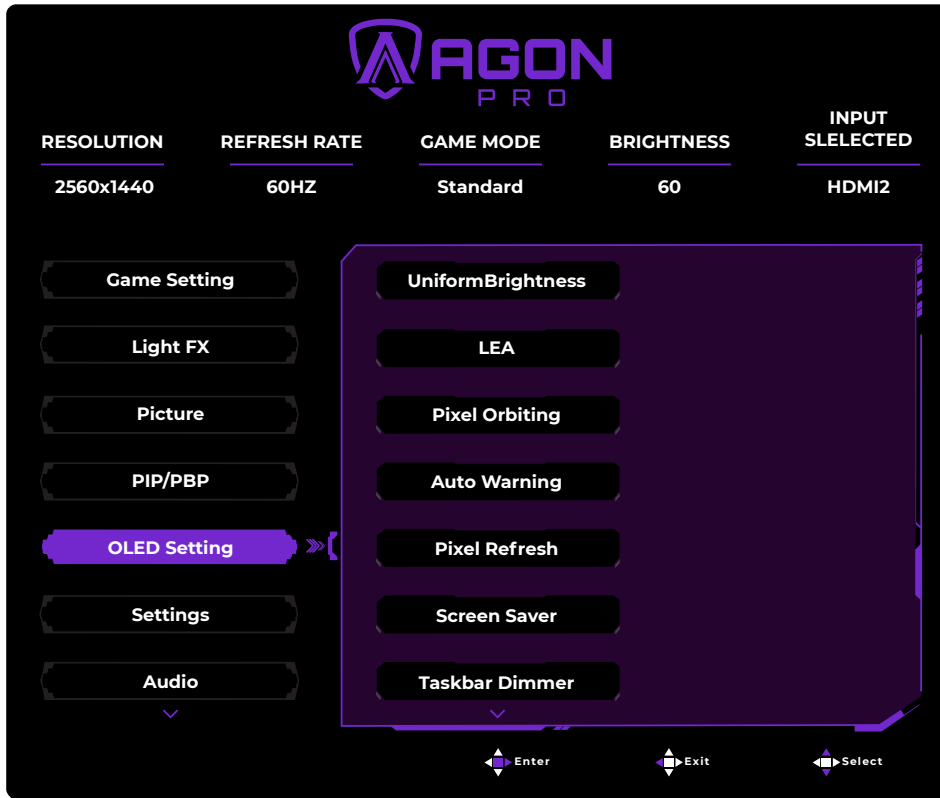 AGON
PRO
RESOLUTION
REFRESH RATE
GAME MODE
BRIGHTNESS
INPUT
SLELECTED
2560x1440
60HZ
Standard
60
HDMI2
Game Setting
Light FX
Picture
PIP/PBP
OLED Setting
Settings
Audio
UniformBrightness
LEA
Pixel Orbiting
Auto Warning
Pixel Refresh
Screen Saver
Taskbar Dimmer
Enter
Exit
Select